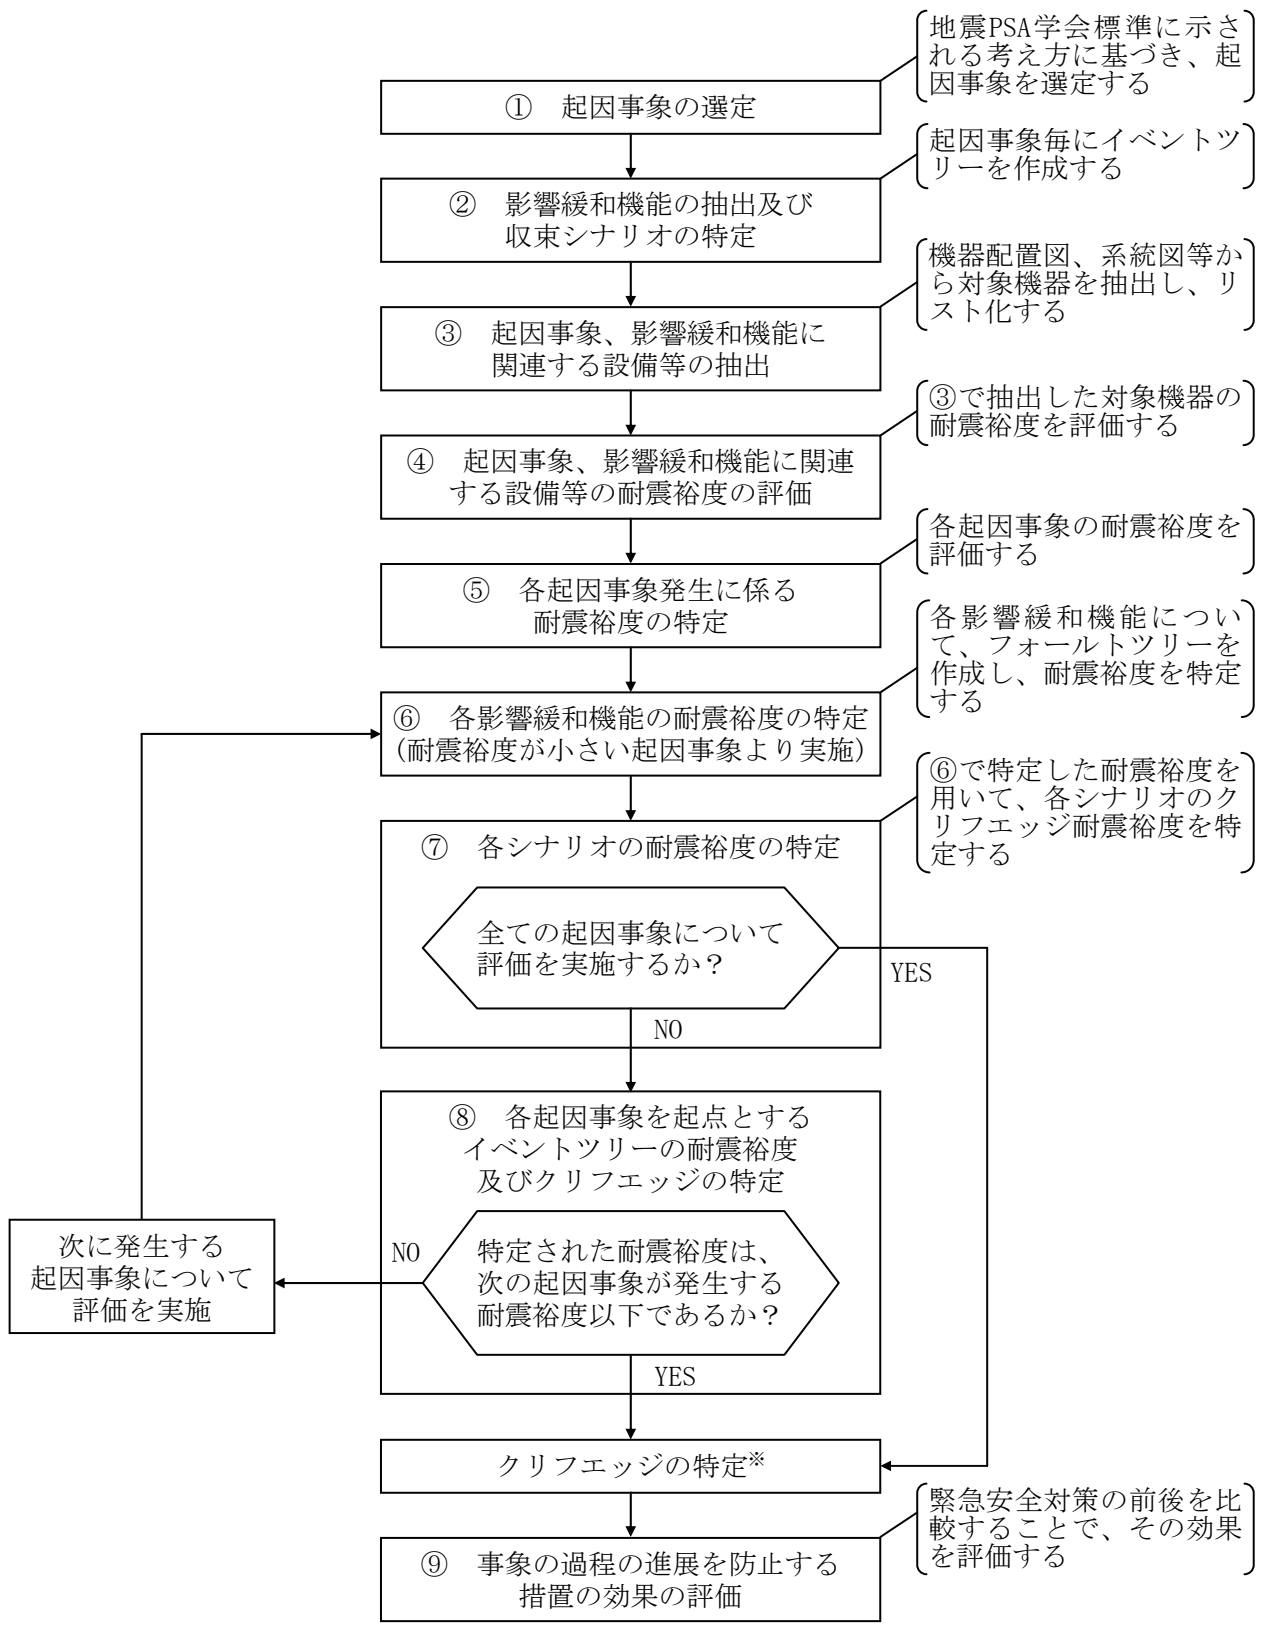 地震PSA学会標準に示さ
れる考え方に基づき、起
因事象を選定する
① 起因事象の選定
起因事象毎にイベントツ
リーを作成する
② 影響緩和機能の抽出及び
収束シナリオの特定
機器配置図、系統図等か
ら対象機器を抽出し、リ
スト化する
③ 起因事象、影響緩和機能に
関連する設備等の抽出
③で抽出した対象機器の
耐震裕度を評価する
④ 起因事象、影響緩和機能に関連
する設備等の耐震裕度の評価
各起因事象の耐震裕度を
評価する
⑤ 各起因事象発生に係る
耐震裕度の特定
各影響緩和機能につい
て、フォールトツリーを
作成し、耐震裕度を特定
する
⑥ 各影響緩和機能の耐震裕度の特定
(耐震裕度が小さい起因事象より実施)
⑥で特定した耐震裕度を
用いて、各シナリオのク
リフエッジ耐震裕度を特
定する
⑦ 各シナリオの耐震裕度の特定
全ての起因事象について
評価を実施するか?
YES
NO
⑧ 各起因事象を起点とする
イベントツリーの耐震裕度
及びクリフエッジの特定
特定された耐震裕度は、
次の起因事象が発生する
耐震裕度以下であるか?
NO
次に発生する
起因事象について
評価を実施
YES
クリフエッジの特定※
緊急安全対策の前後を比
較することで、その効果
を評価する
⑨ 事象の過程の進展を防止する
措置の効果の評価